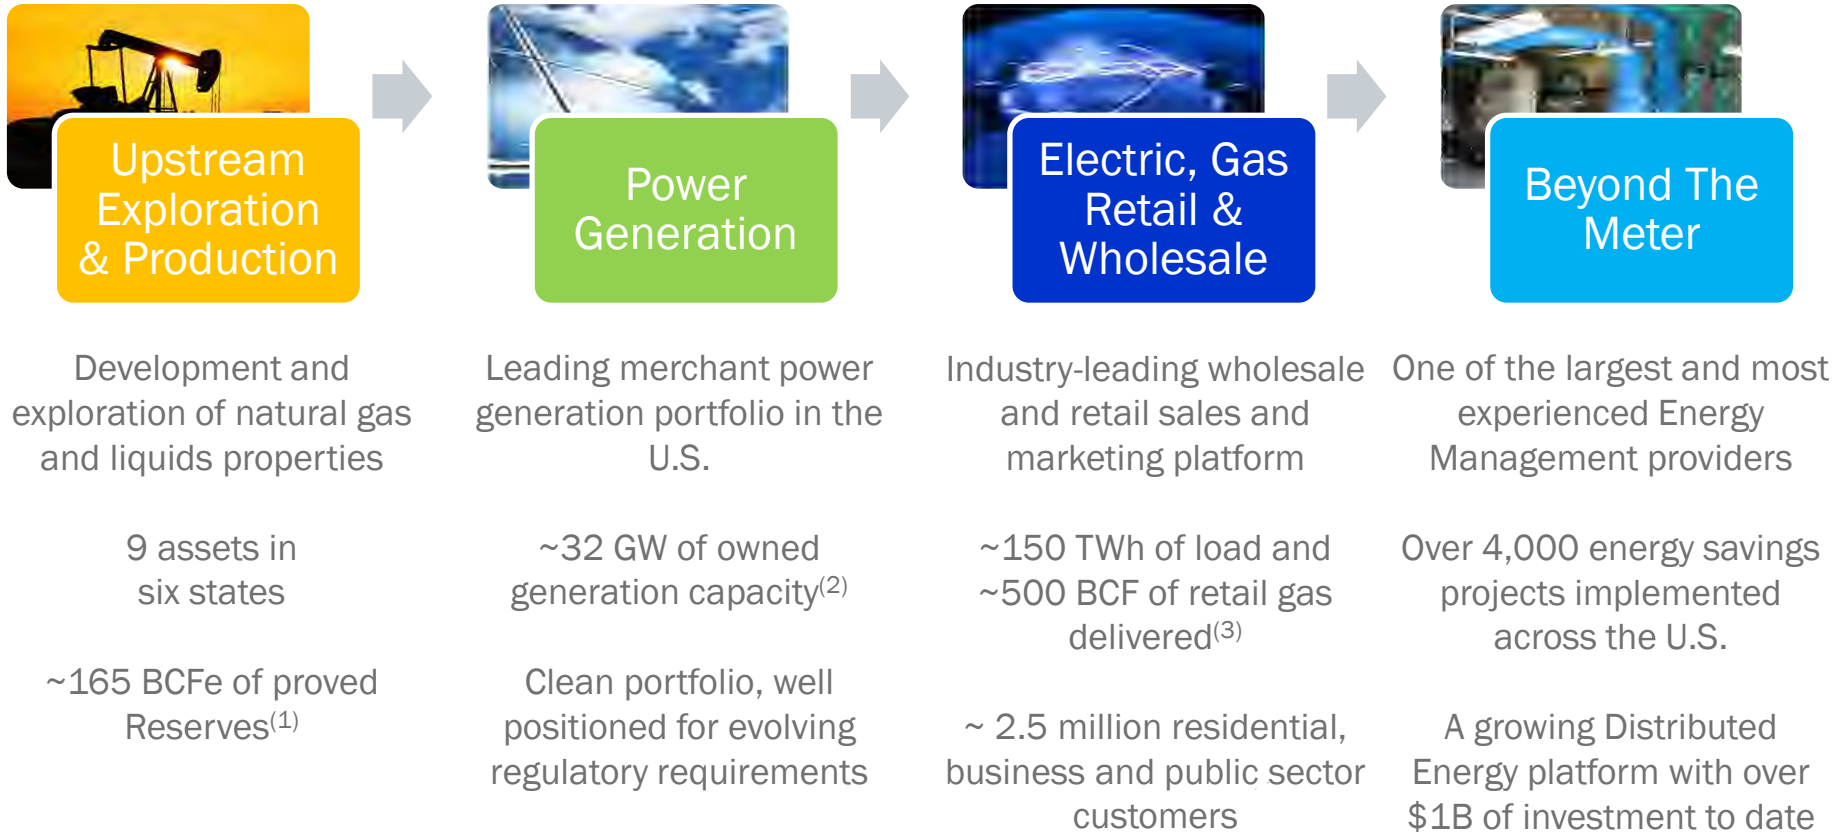 Upstream
Exploration
& Production
Power
Generation
Electric, Gas
Retail &
Wholesale
Beyond The
Meter
Development and
exploration of natural gas
and liquids properties
9 assets in
six states
~165 BCFe of proved
Reserves(1)
Leading merchant power
generation portfolio in the
U.S.
~32 GW of owned
generation capacity(2)
Clean portfolio, well
positioned for evolving
regulatory requirements
Industry-leading wholesale
and retail sales and
marketing platform
~150 TWh of load and
~500 BCF of retail gas
delivered(3)
~ 2.5 million residential,
business and public sector
customers
One of the largest and most
experienced Energy
Management providers
Over 4,000 energy savings
projects implemented
across the U.S.
A growing Distributed
Energy platform with over
$1B of investment to date